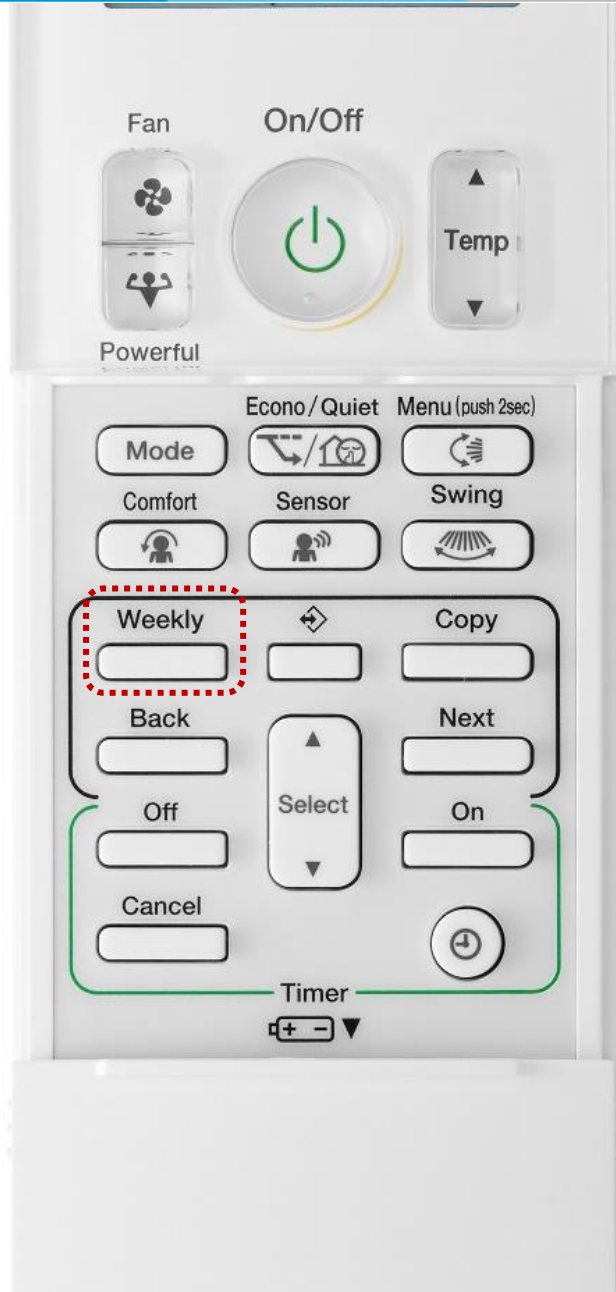 Fan
On/Off
Temp
Powerful
Econo/Quiet
Menu (push 2sec)
Mode
Comfort
Sensor
Swing
Weekly
Copy
Back
Next
Select
Off
On
Cancel
Timer
+ −